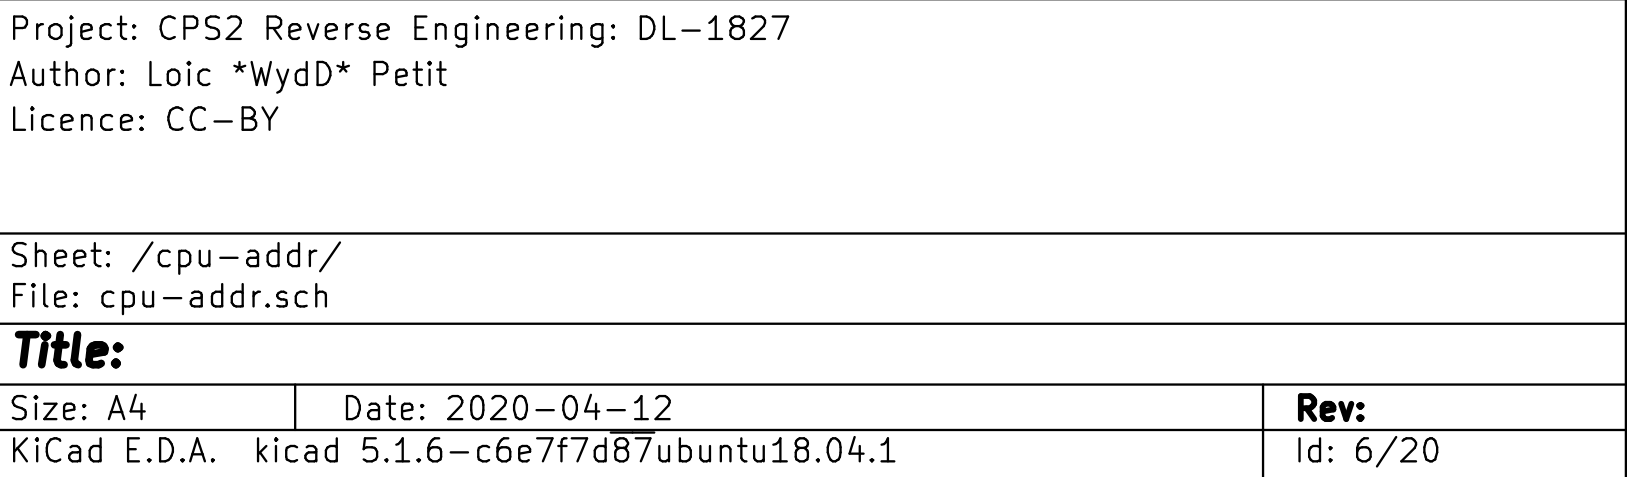 Project: CPS2 Reverse Engineering: DL-1827
Author: Loic *WydD* Petit
Licence: CC-BY
Sheet: /cpu-addr/
File: cpu-addr.sch
Title:
Size: A4 Date: 2020-04-12 Rev:
KiCad E.D.A. kicad 5.1.6-c6e7f7d87ubuntu18.04.1 Id: 6/20